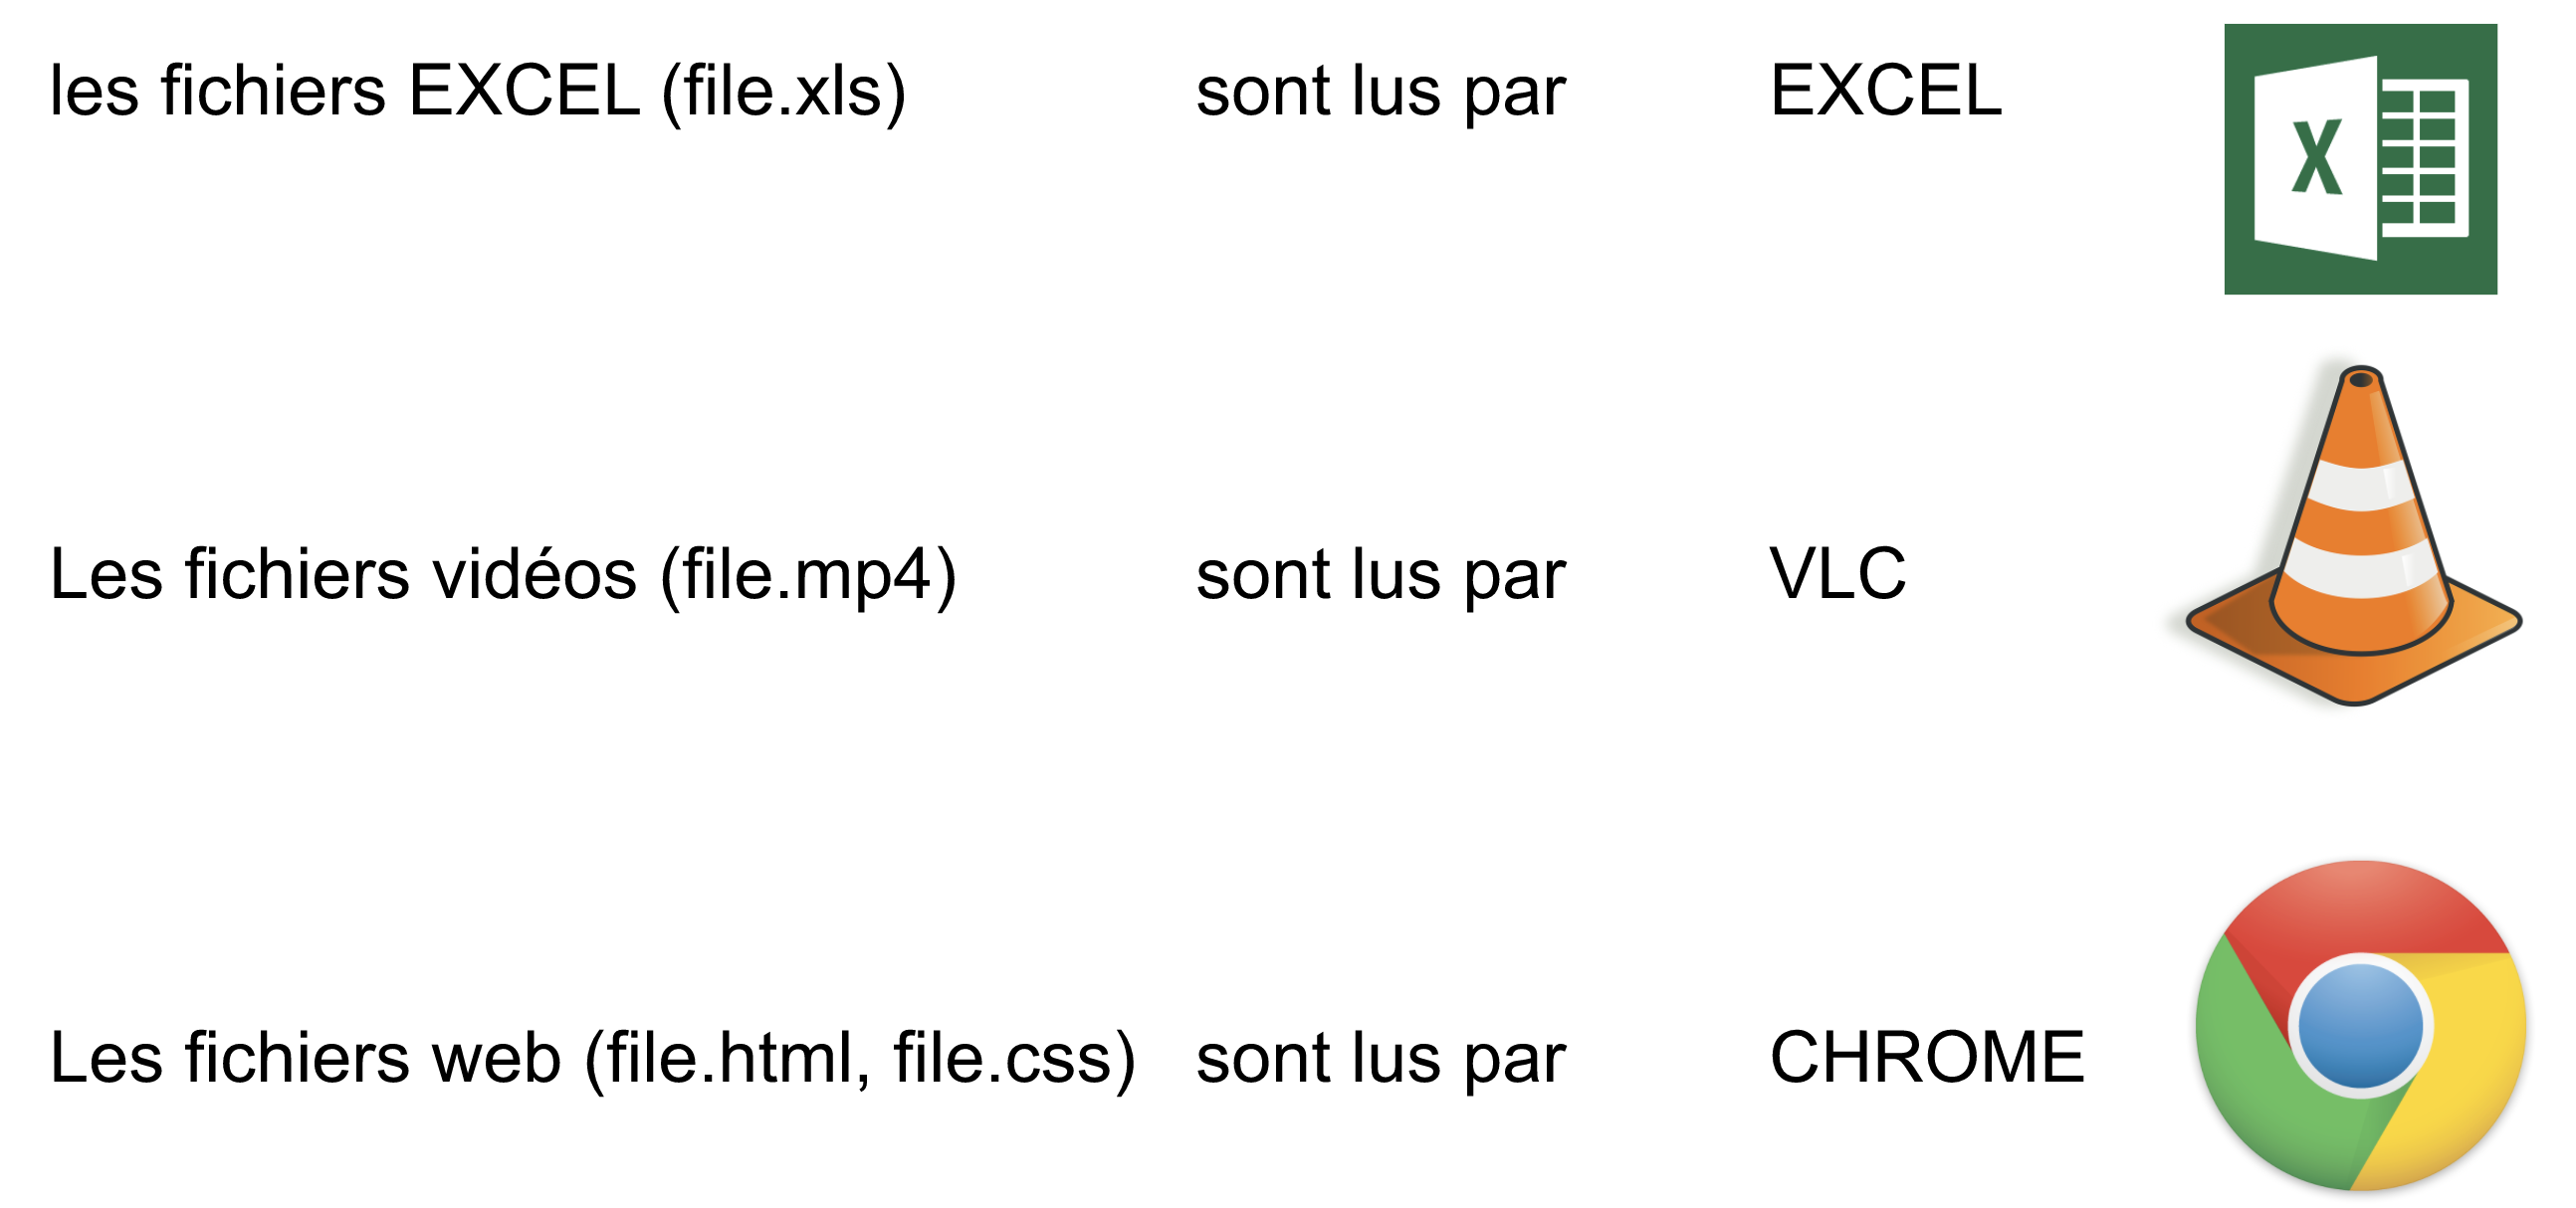 les fichiers EXCEL (file.xls) sont lus par EXCEL
X
Les fichiers vidéos (file.mp4) sont lus par VLC
Les fichiers web (file.html, file.css) sont lus par CHROME